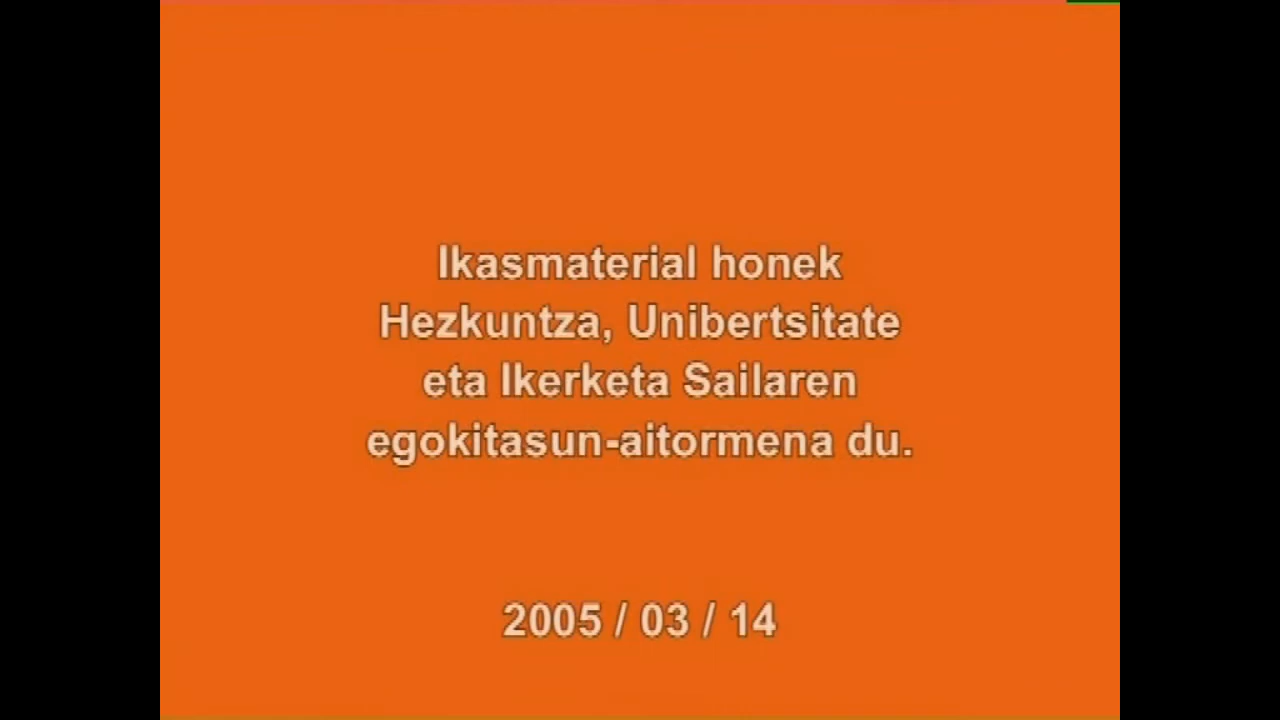 Ikasmaterial honek
Hezkuntza, Unibertsitate
eta Ikerketa Sailaren
egokitasun-aitormena du.
2005 / 03 / 14